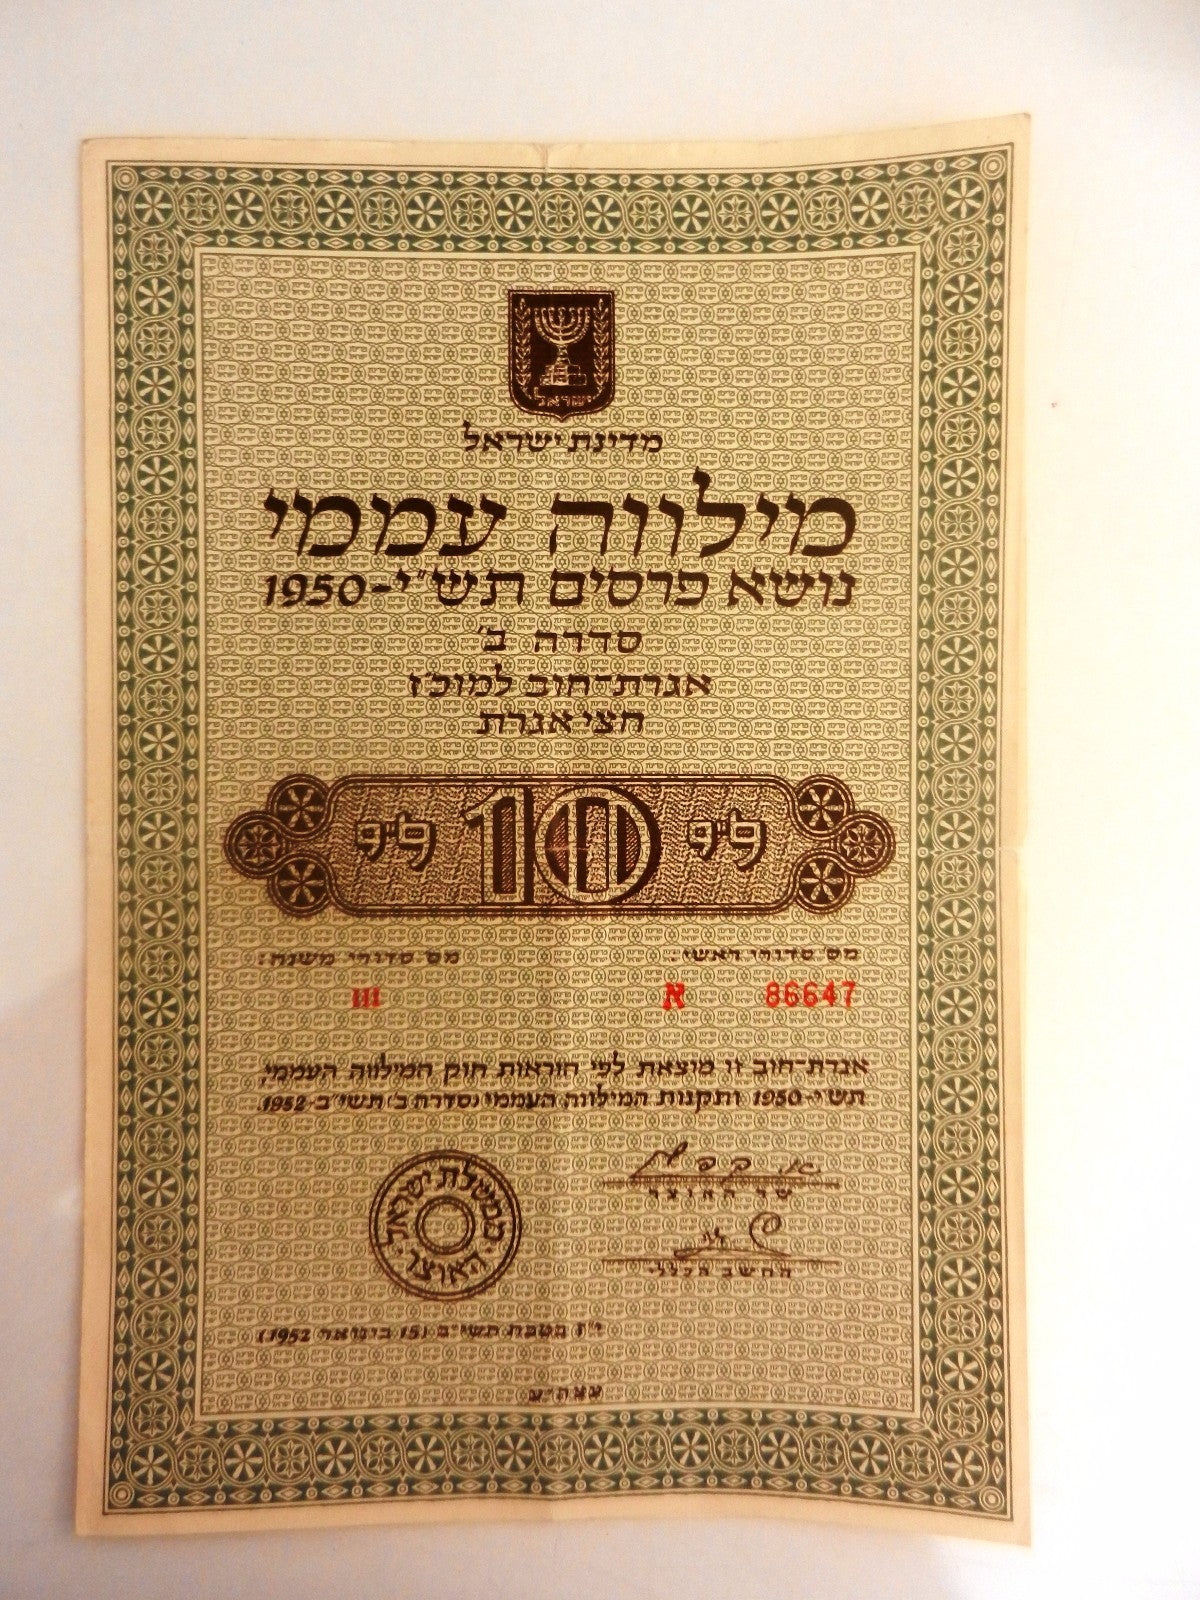 ישראל
מדינת ישראל
מילווה עממי
נושא פרסים תש"י-1950
סדרה ב'
אגרת-חוב למוכ"ז
חצי אגרת
ל"י 10 ל"י
מס' סדורי ראשי: מס' סדורי משנה:
86647 א III
אגרת-חוב זו מוצאת לפי הוראות חוק המילווה העממי,
תש"י-1950 ותקנות המילווה העממי (סדרה ב') תשי"ב-1952.
שר האוצר
החשב הכללי
ממשלת ישראל
האוצר
י"ז בטבת תשי"ב (15 בינואר 1952)